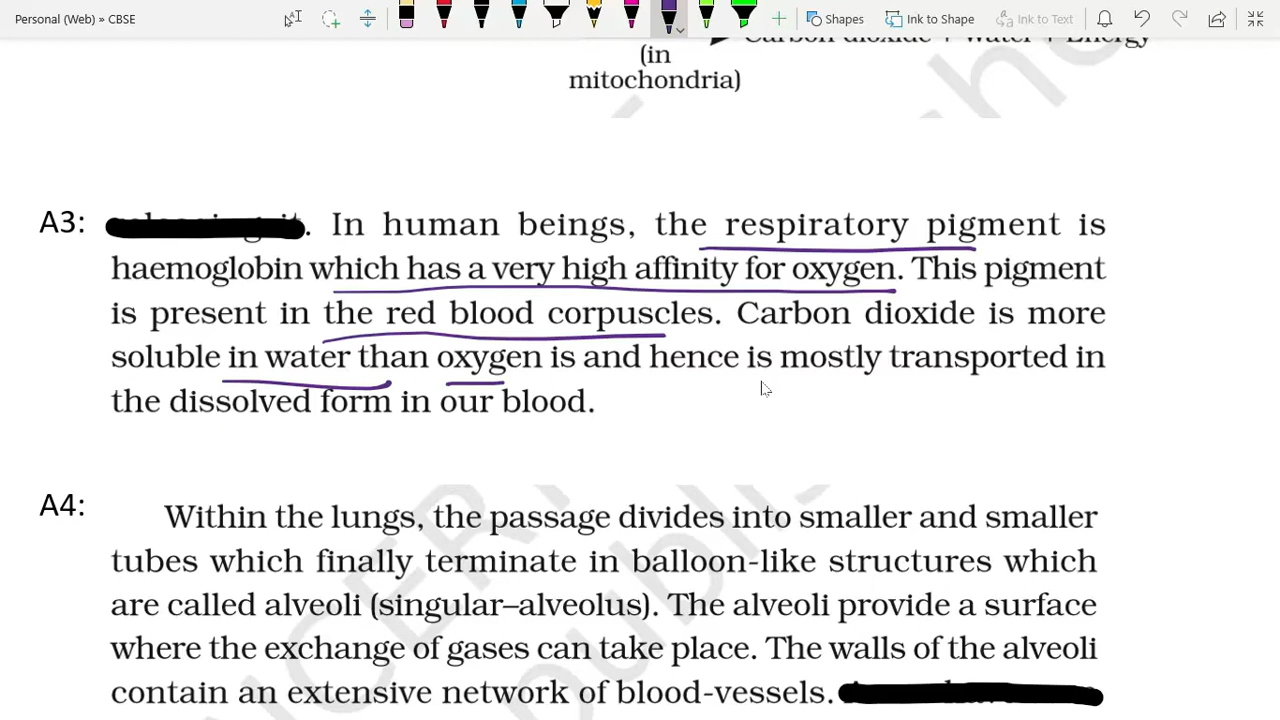 Personal (Web) » CBSE
Shapes
Ink to Shape
Ink to Text
Carbon dioxide + Water + Energy
(in
mitochondria)
A3:
. In human beings, the respiratory pigment is
haemoglobin which has a very high affinity for oxygen. This pigment
is present in the red blood corpuscles. Carbon dioxide is more
soluble in water than oxygen is and hence is mostly transported in
the dissolved form in our blood.
A4:
Within the lungs, the passage divides into smaller and smaller
tubes which finally terminate in balloon-like structures which
are called alveoli (singular–alveolus). The alveoli provide a surface
where the exchange of gases can take place. The walls of the alveoli
contain an extensive network of blood-vessels.